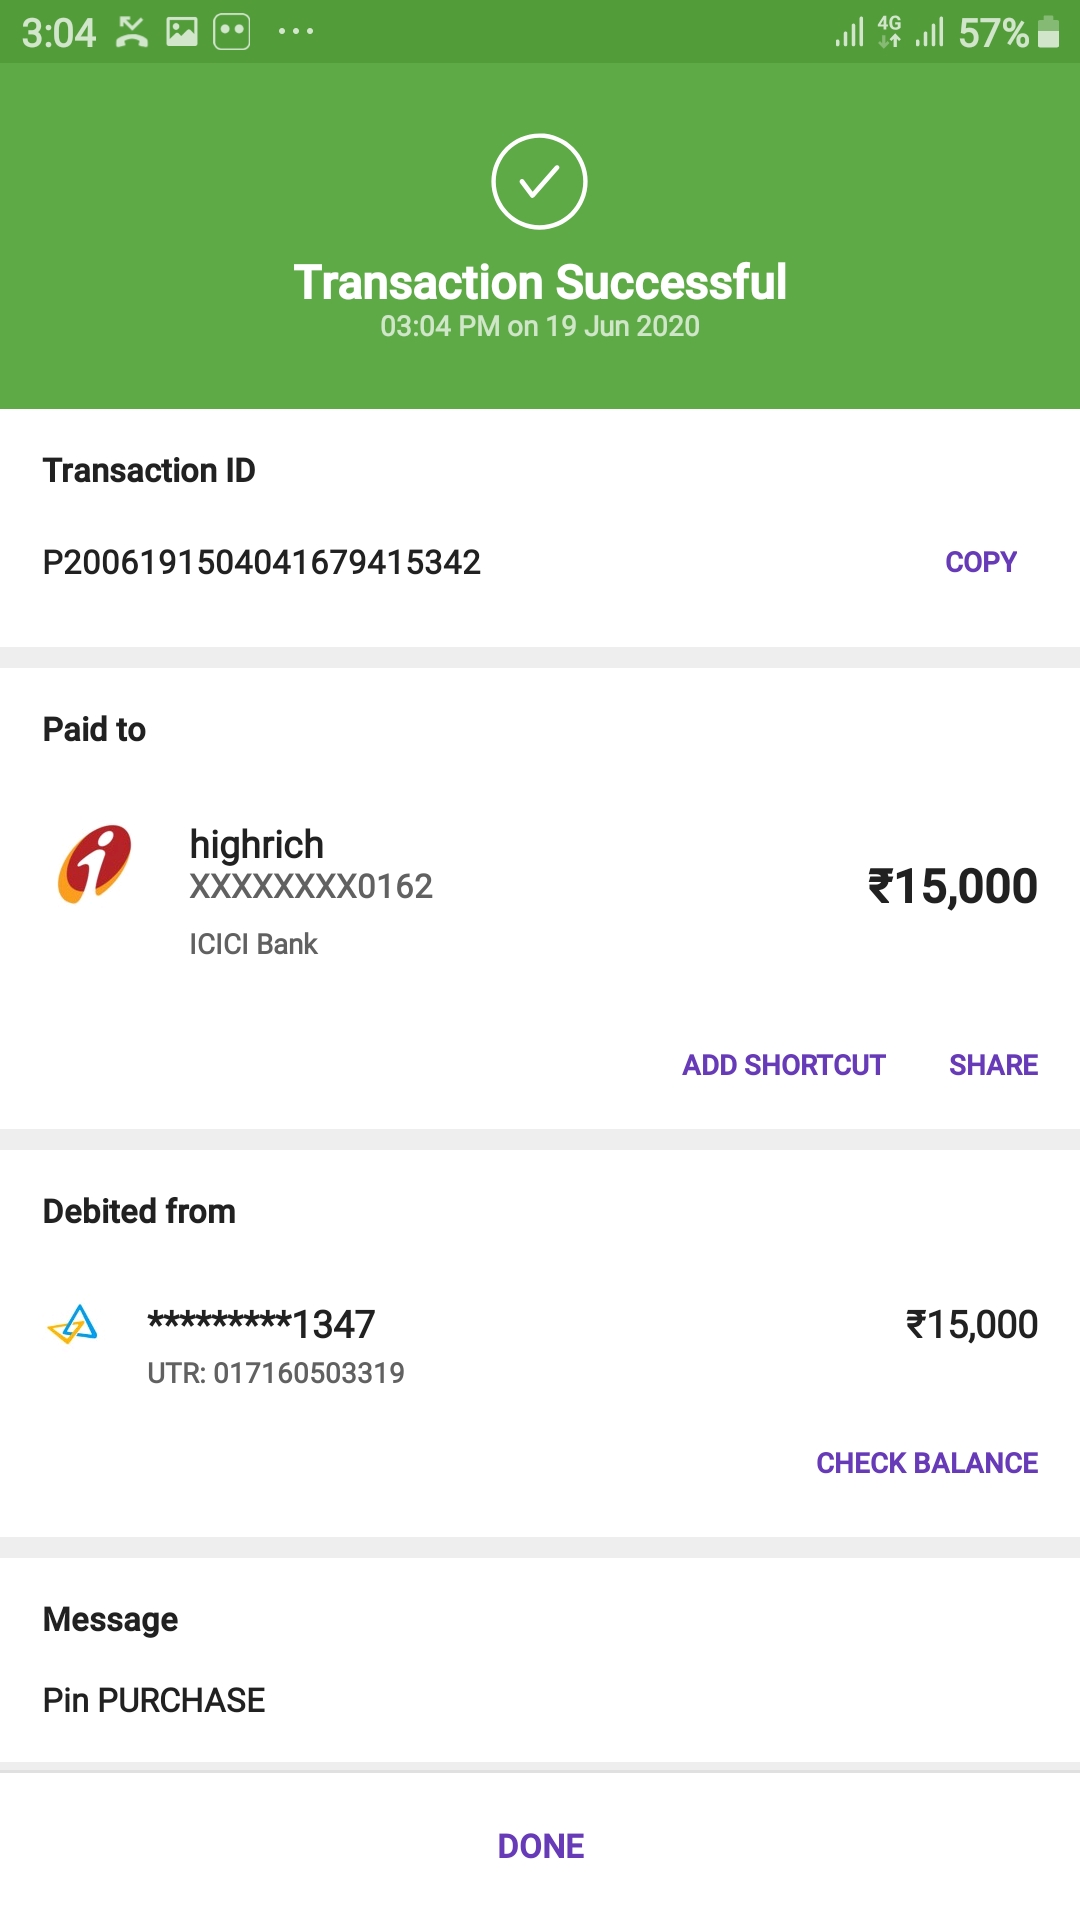 3:04 4G 57%
Transaction Successful
03:04 PM on 19 Jun 2020
Transaction ID
P2006191504041679415342 COPY
Paid to
highrich
XXXXXXXX0162 ₹15,000
ICICI Bank
ADD SHORTCUT SHARE
Debited from
*********1347 ₹15,000
UTR: 017160503319
CHECK BALANCE
Message
Pin PURCHASE
DONE